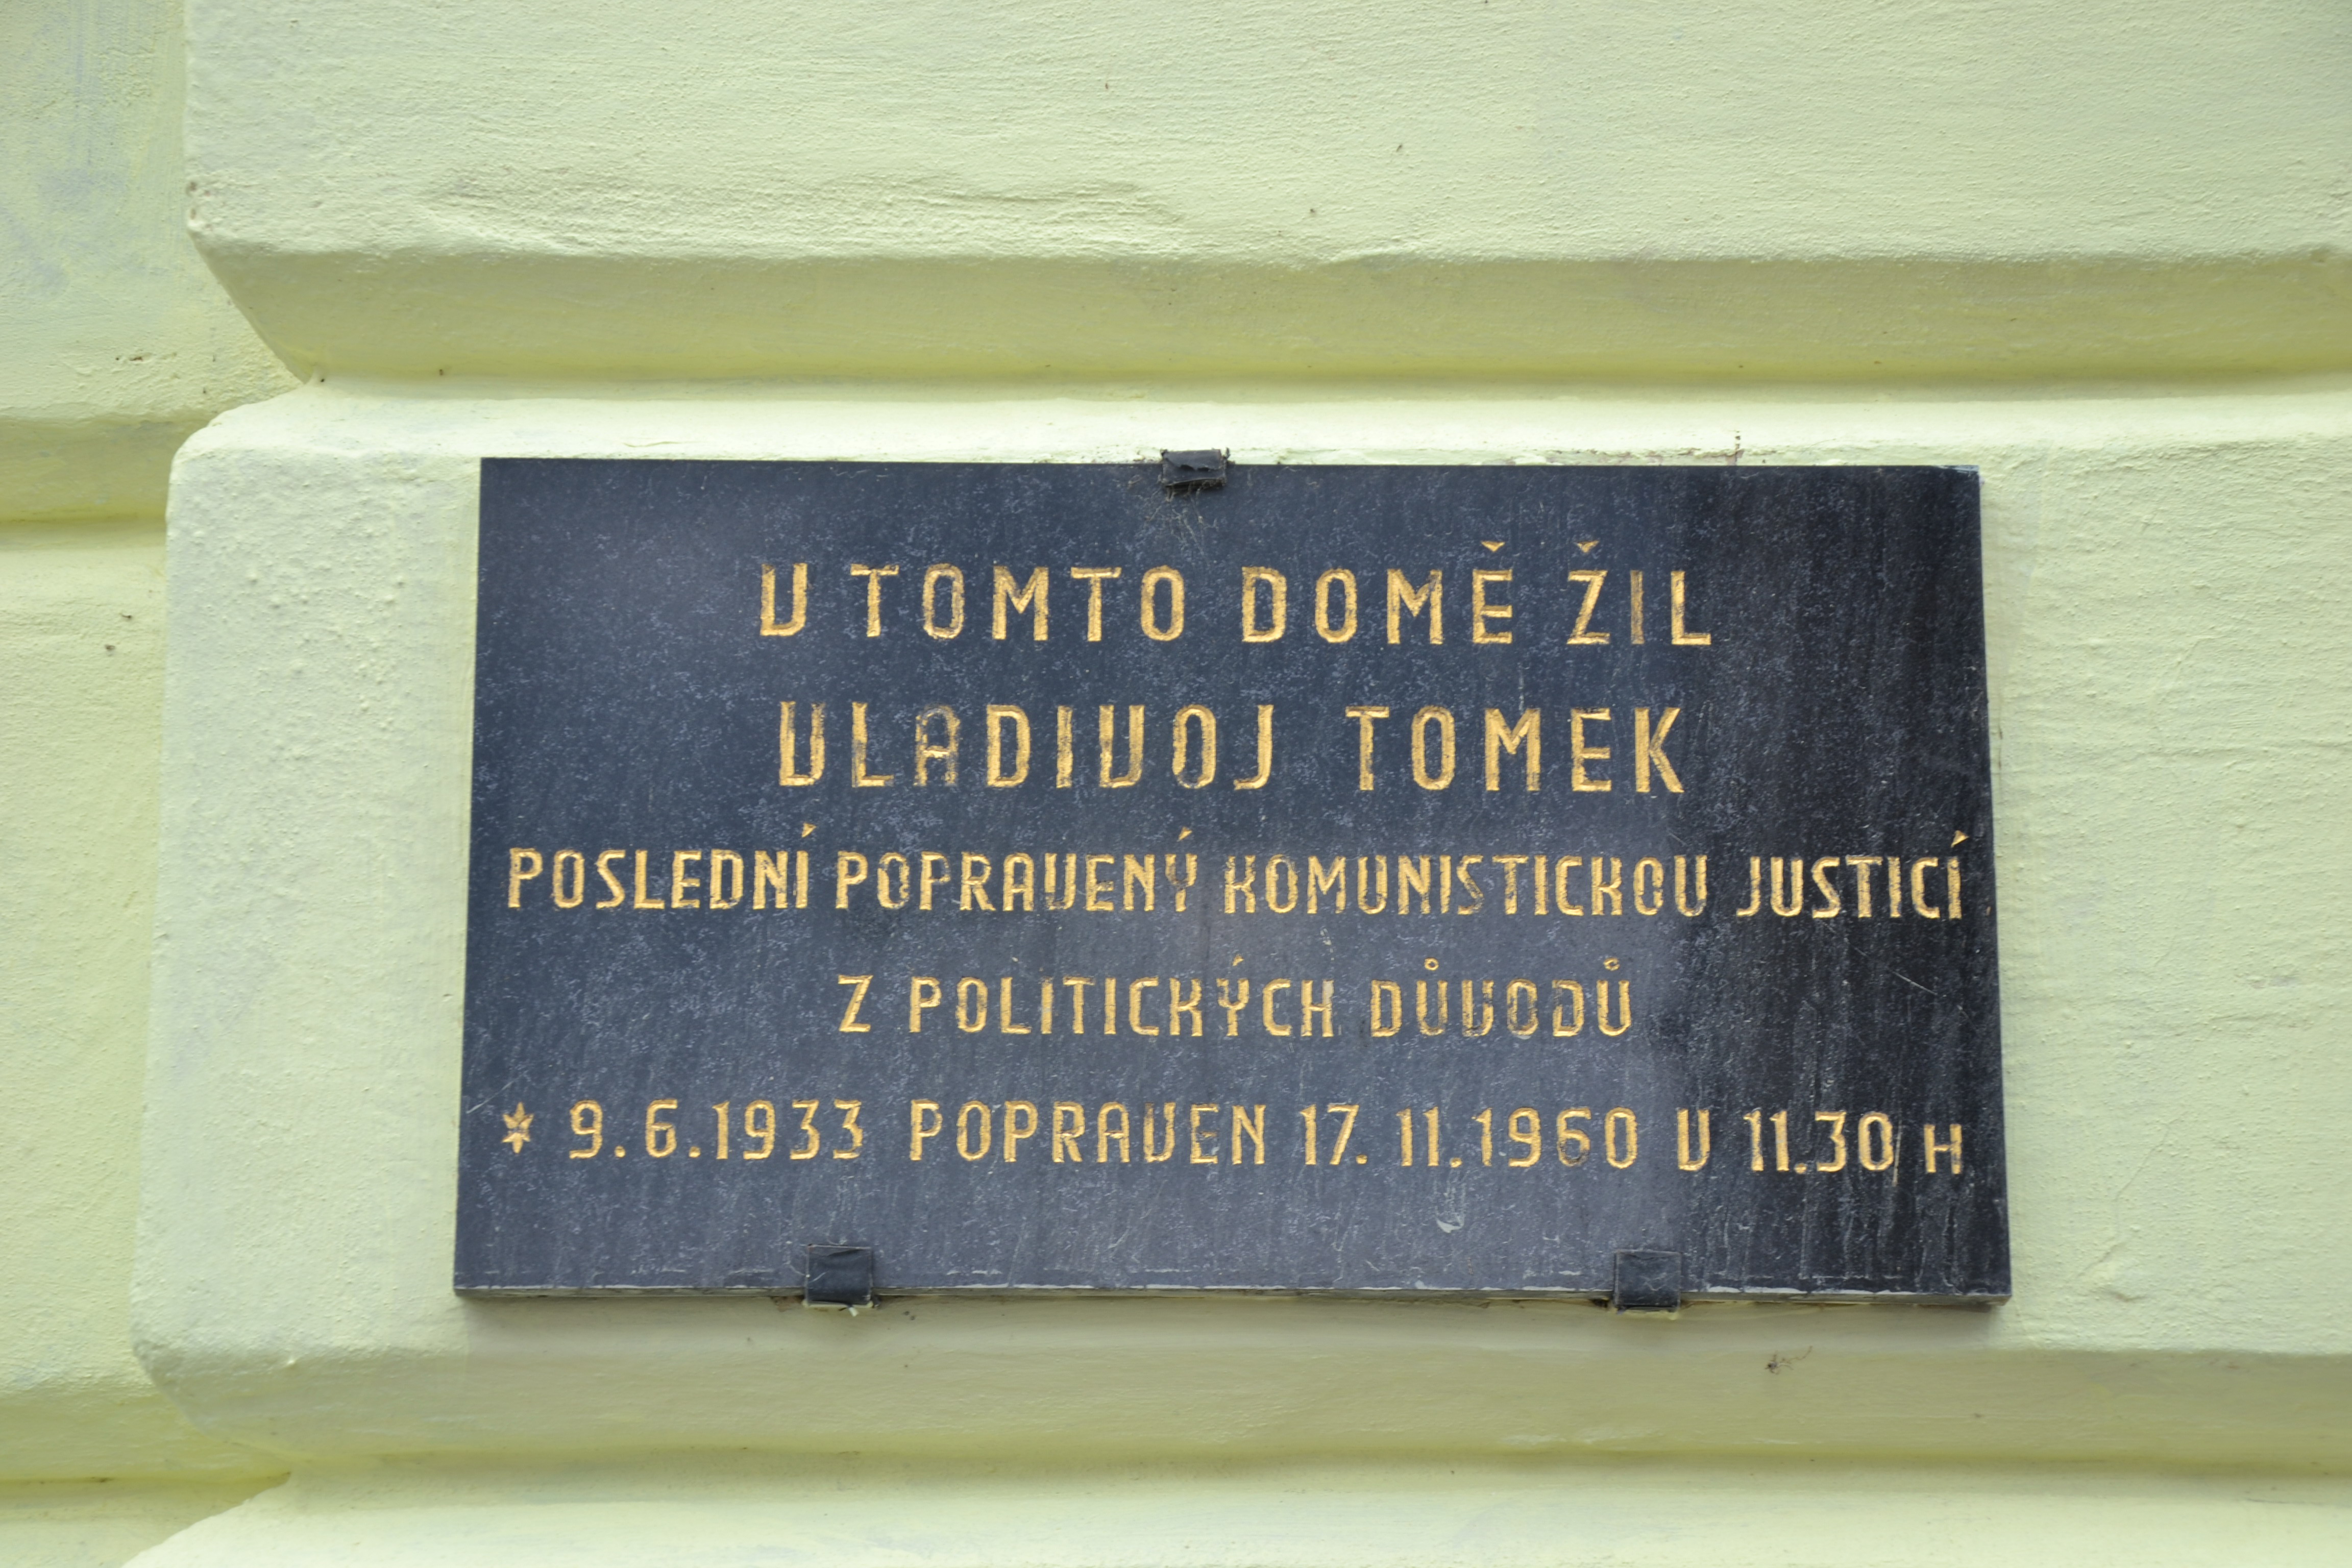 V TOMTO DOMĚ ŽIL
VLADIVOJ TOMEK
POSLEDNÍ POPRAVENÝ KOMUNISTICKOU JUSTICÍ
Z POLITICKÝCH DŮVODŮ
* 9.6.1933 POPRAVEN 17.11.1960 V 11.30 H